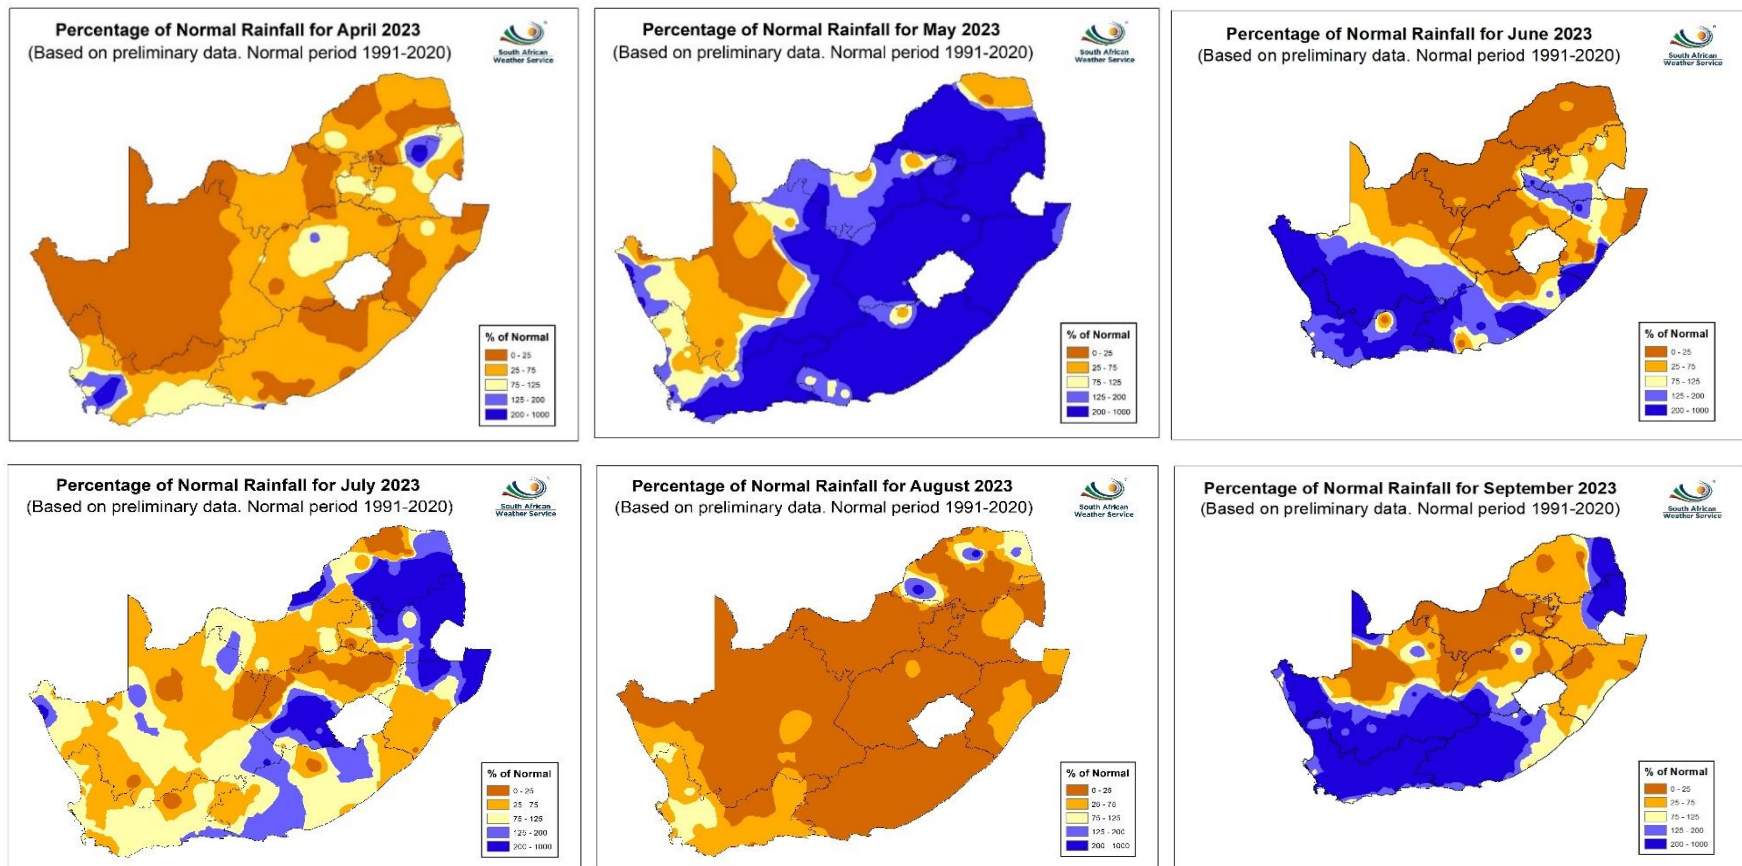 Percentage of Normal Rainfall for April 2023
(Based on preliminary data. Normal period 1991-2020)
South African
Weather Service
% of Normal
0 - 25
25 - 75
75 - 125
125 - 200
200 - 1000
Percentage of Normal Rainfall for May 2023
(Based on preliminary data. Normal period 1991-2020)
South African
Weather Service
% of Normal
0 - 25
25 - 75
75 - 125
125 - 200
200 - 1000
Percentage of Normal Rainfall for June 2023
(Based on preliminary data. Normal period 1991-2020)
South African
Weather Service
% of Normal
0 - 25
25 - 75
75 - 125
125 - 200
200 - 1000
Percentage of Normal Rainfall for July 2023
(Based on preliminary data. Normal period 1991-2020)
South African
Weather Service
% of Normal
0 - 25
25 - 75
75 - 125
125 - 200
200 - 1000
Percentage of Normal Rainfall for August 2023
(Based on preliminary data. Normal period 1991-2020)
South African
Weather Service
% of Normal
0 - 25
25 - 75
75 - 125
125 - 200
200 - 1000
Percentage of Normal Rainfall for September 2023
(Based on preliminary data. Normal period 1991-2020)
South African
Weather Service
% of Normal
0 - 25
25 - 75
75 - 125
125 - 200
200 - 1000